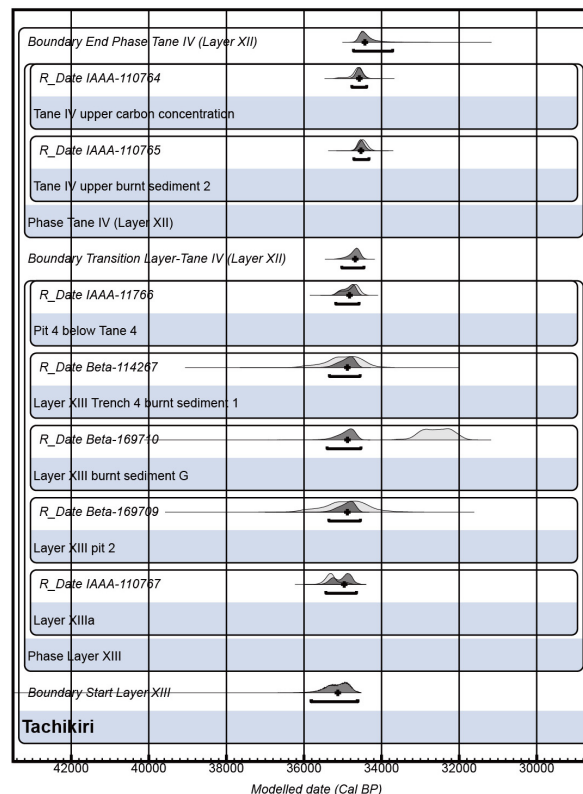 Boundary End Phase Tane IV (Layer XII)
R_Date IAAA-110764
Tane IV upper carbon concentration
R_Date IAAA-110765
Tane IV upper burnt sediment 2
Phase Tane IV (Layer XII)
Boundary Transition Layer-Tane IV (Layer XII)
R_Date IAAA-11766
Pit 4 below Tane 4
R_Date Beta-114267
Layer XIII Trench 4 burnt sediment 1
R_Date Beta-169710
Layer XIII burnt sediment G
R_Date Beta-169709
Layer XIII pit 2
R_Date IAAA-110767
Layer XIIIa
Phase Layer XIII
Boundary Start Layer XIII
Tachikiri
42000 40000 38000 36000 34000 32000 30000
Modelled date (Cal BP)